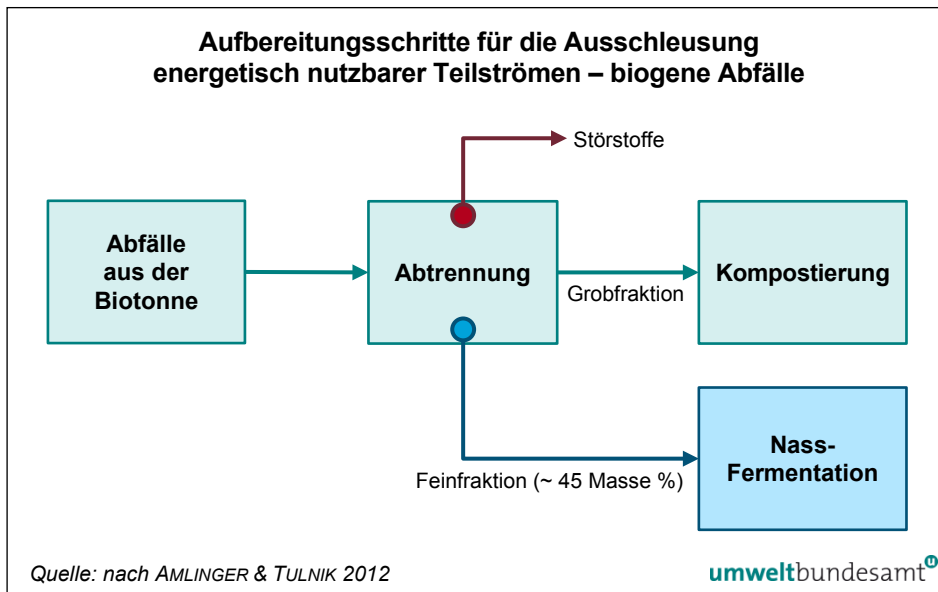 Aufbereitungsschritte für die Ausschleusung
energetisch nutzbarer Teilströmen – biogene Abfälle
Störstoffe
Abfälle
aus der
Biotonne
Abtrennung
Grobfraktion
Kompostierung
Feinfraktion (~ 45 Masse %)
Nass-
Fermentation
Quelle: nach AMLINGER & TULNIK 2012
umweltbundesamt
u